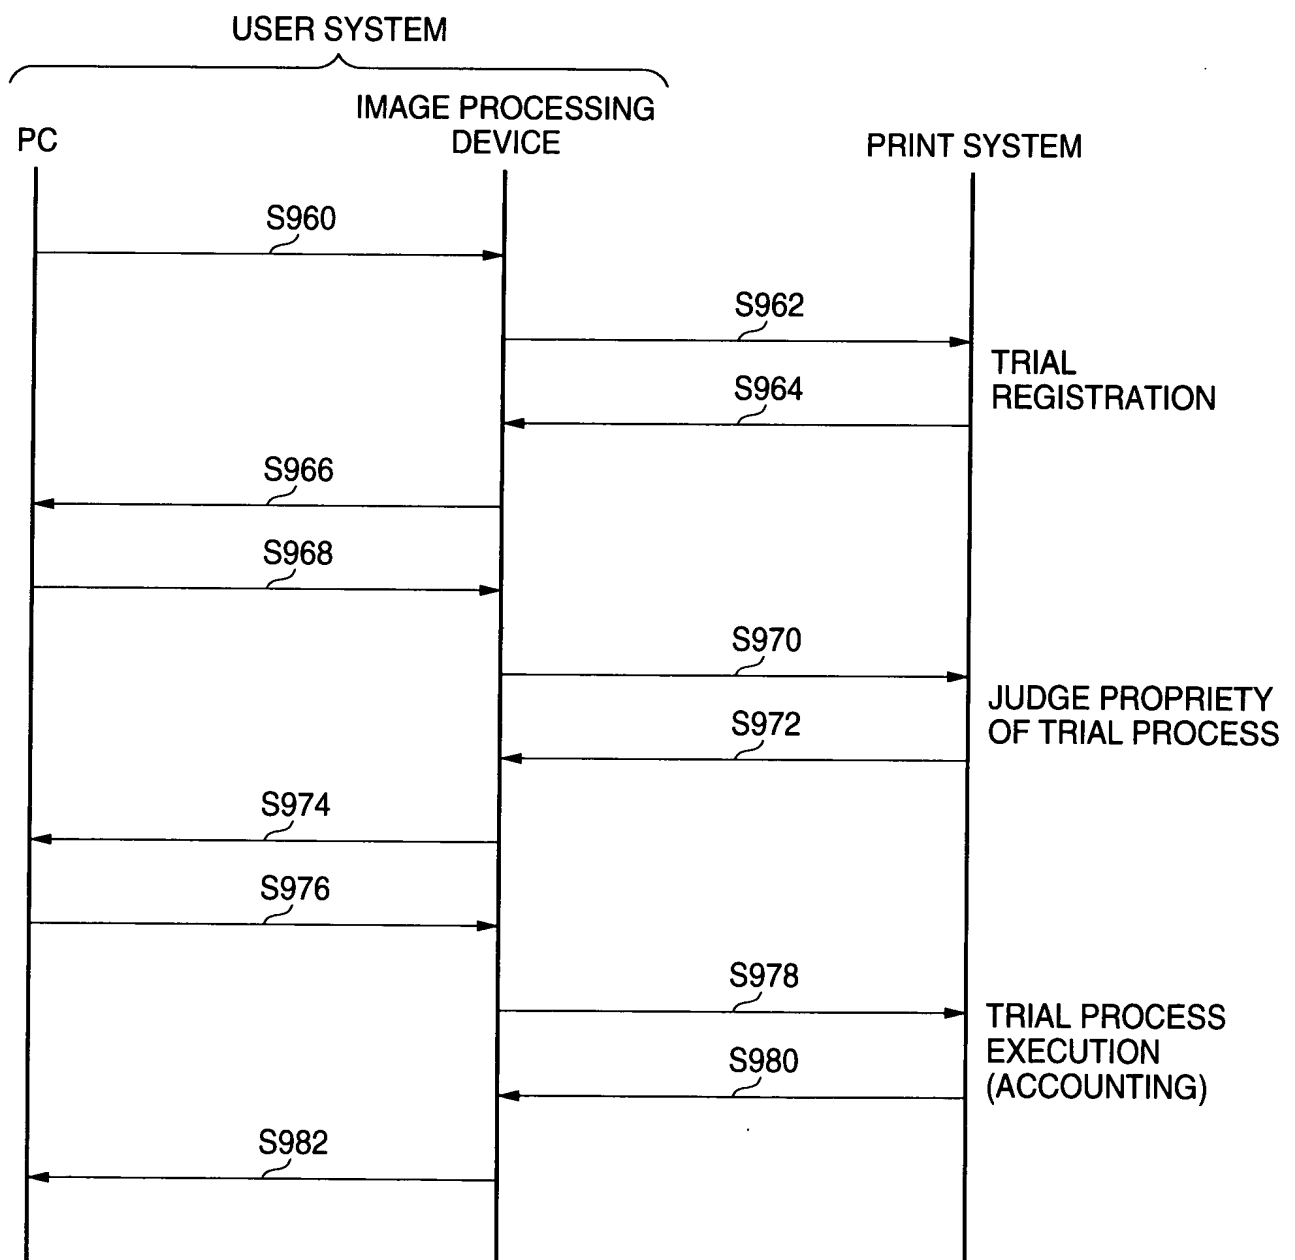 USER SYSTEM
PC
IMAGE PROCESSING
DEVICE
PRINT SYSTEM
S960
S962
TRIAL
REGISTRATION
S964
S966
S968
S970
JUDGE PROPRIETY
OF TRIAL PROCESS
S972
S974
S976
S978
TRIAL PROCESS
EXECUTION
(ACCOUNTING)
S980
S982